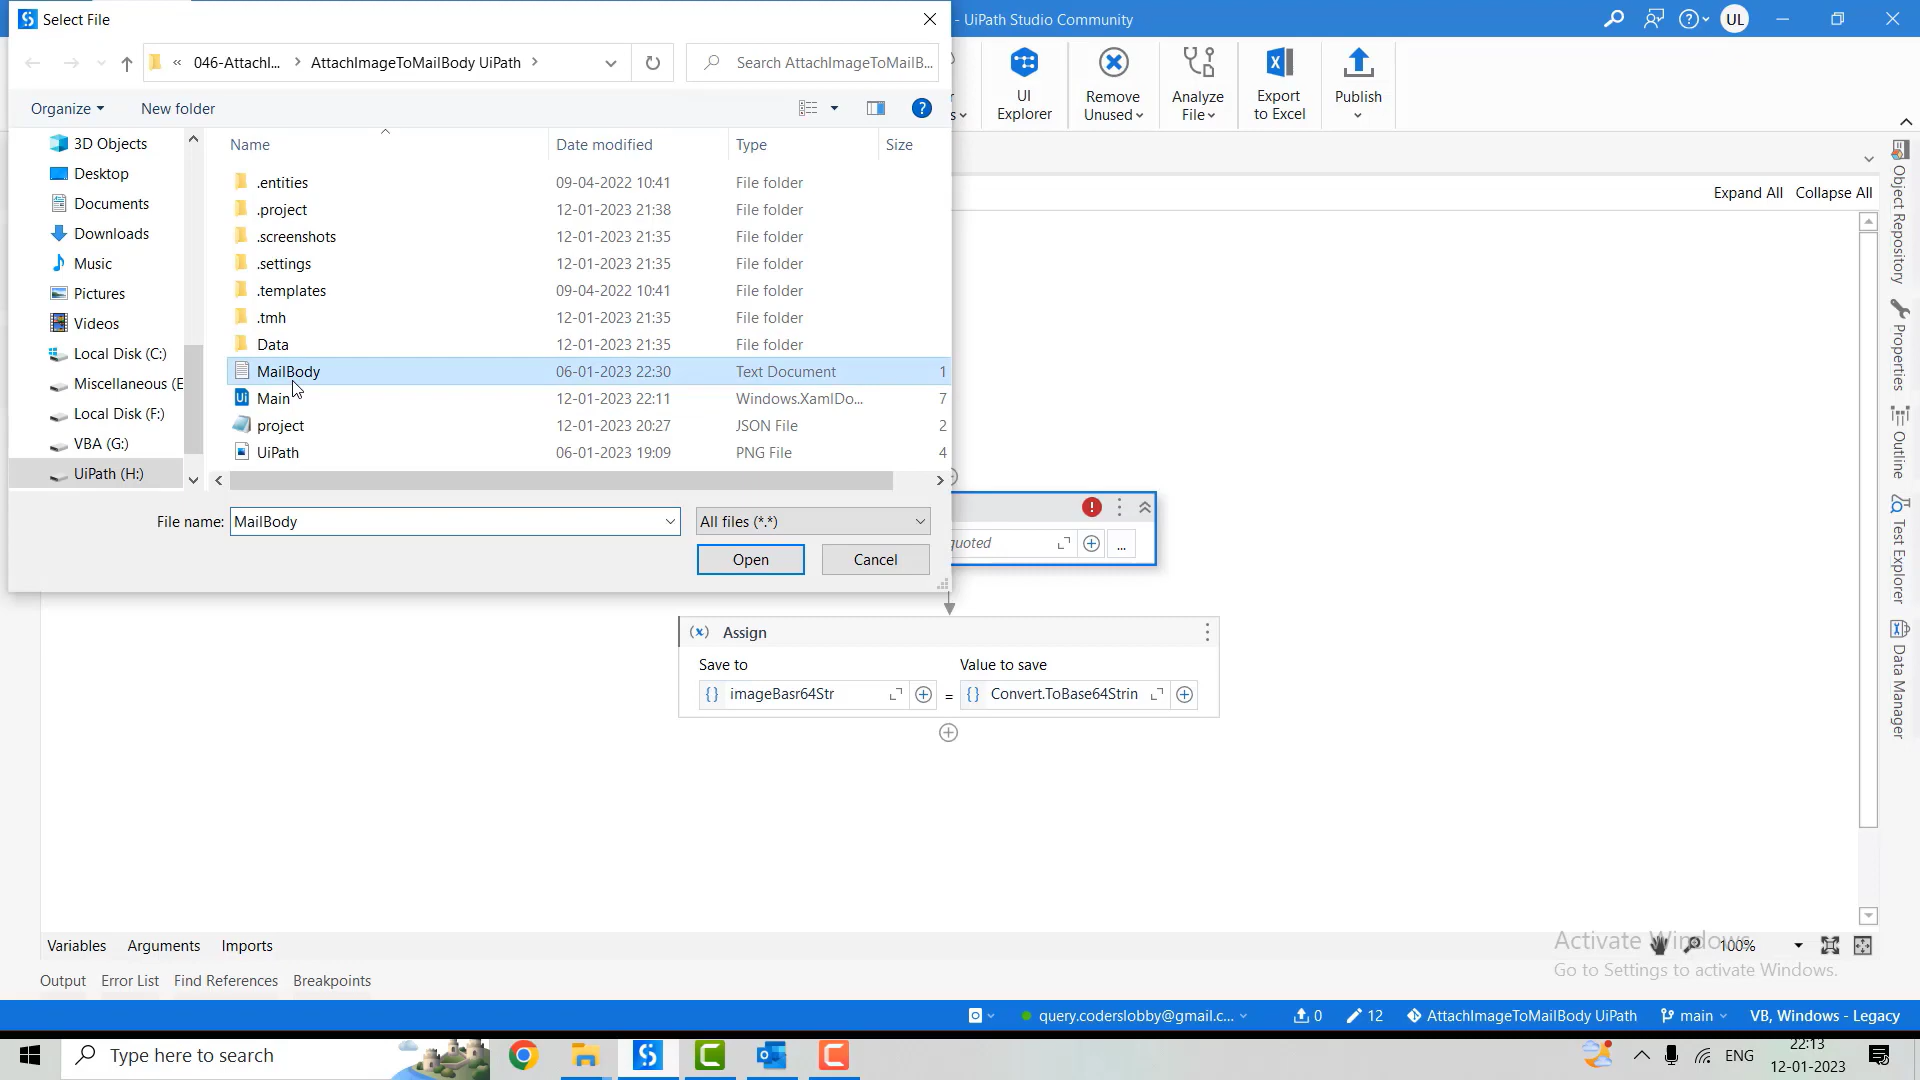 Select File
- UiPath Studio Community
UL
« 046-AttachI... > AttachImageToMailBody UiPath >
Search AttachImageToMailB...
Organize
New folder
UI Explorer
Remove Unused
Analyze File
Export to Excel
Publish
Name
Date modified
Type
Size
3D Objects
Desktop
Documents
Downloads
Music
Pictures
Videos
Local Disk (C:)
Miscellaneous (E
Local Disk (F:)
VBA (G:)
UiPath (H:)
.entities 09-04-2022 10:41 File folder
.project 12-01-2023 21:38 File folder
.screenshots 12-01-2023 21:35 File folder
.settings 12-01-2023 21:35 File folder
.templates 09-04-2022 10:41 File folder
.tmh 12-01-2023 21:35 File folder
Data 12-01-2023 21:35 File folder
MailBody 06-01-2023 22:30 Text Document 1
Main 12-01-2023 22:11 Windows.XamlDo... 7
project 12-01-2023 20:27 JSON File 2
UiPath 06-01-2023 19:09 PNG File 4
File name: MailBody
All files (*.*)
Open
Cancel
Expand All Collapse All
Object Repository
Properties
Outline
Test Explorer
Data Manager
quoted
...
(x) Assign
Save to
Value to save
{} imageBasr64Str = {} Convert.ToBase64Strin
Variables Arguments Imports
100%
Activate Windows
Go to Settings to activate Windows.
Output Error List Find References Breakpoints
query.coderslobby@gmail.c...
0
12
AttachImageToMailBody UiPath
main
VB, Windows - Legacy
Type here to search
ENG
22:13
12-01-2023